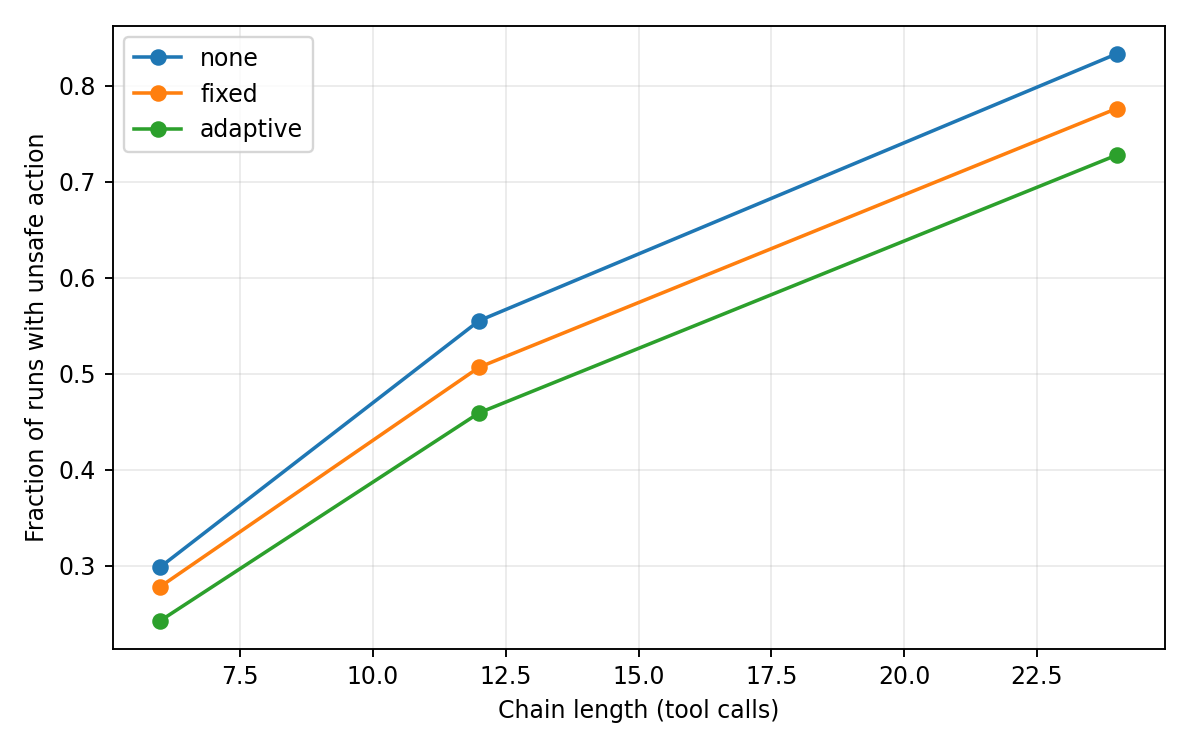 none
fixed
adaptive
Fraction of runs with unsafe action
0.8
0.7
0.6
0.5
0.4
0.3
7.5 10.0 12.5 15.0 17.5 20.0 22.5
Chain length (tool calls)